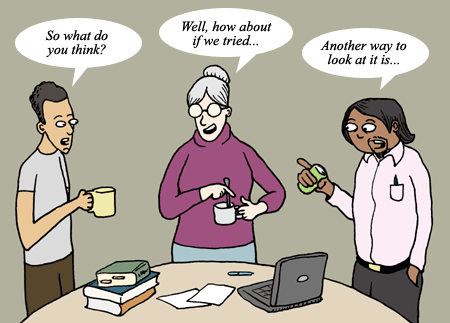 So what do
you think?
Well, how about
if we tried...
Another way to
look at it is...